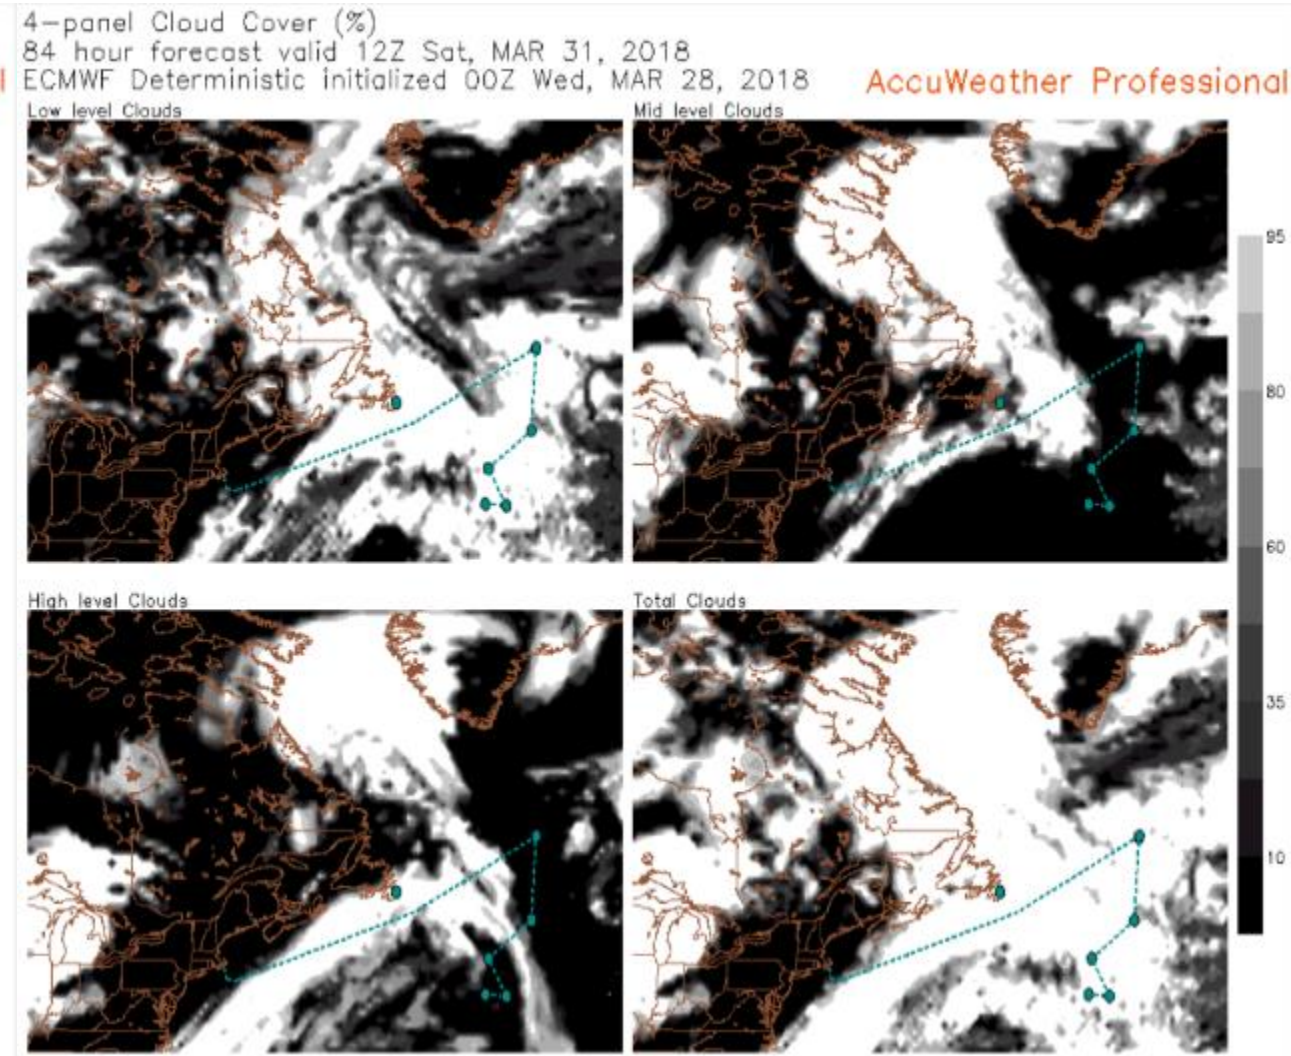 4-panel Cloud Cover (%)
84 hour forecast valid 12Z Sat, MAR 31, 2018
ECMWF Deterministic initialized 00Z Wed, MAR 28, 2018 AccuWeather Professional
Low level Clouds Mid level Clouds
95
80
60
35
10
High level Clouds Total Clouds